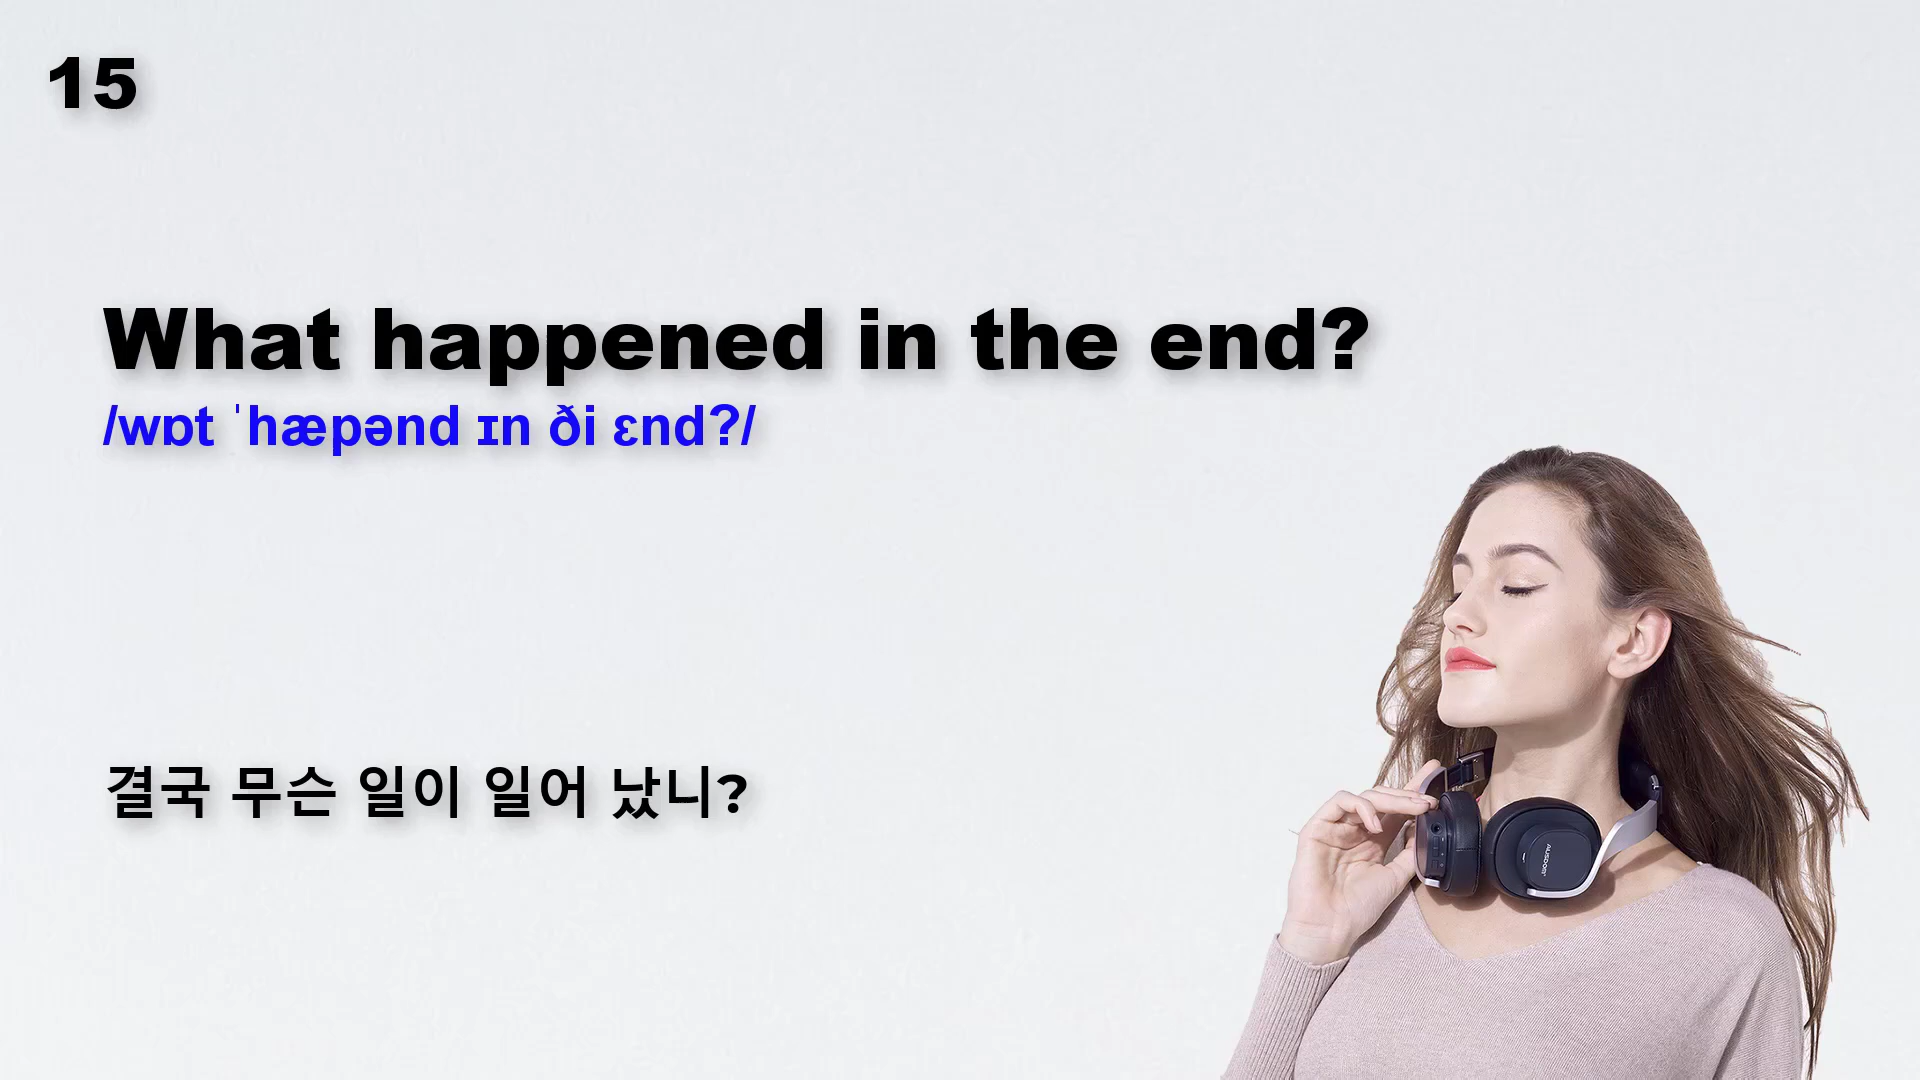 15
What happened in the end?
/wɒt ˈhæpənd ɪn ði ɛnd?/
결국 무슨 일이 일어 났니?
AUSDOM